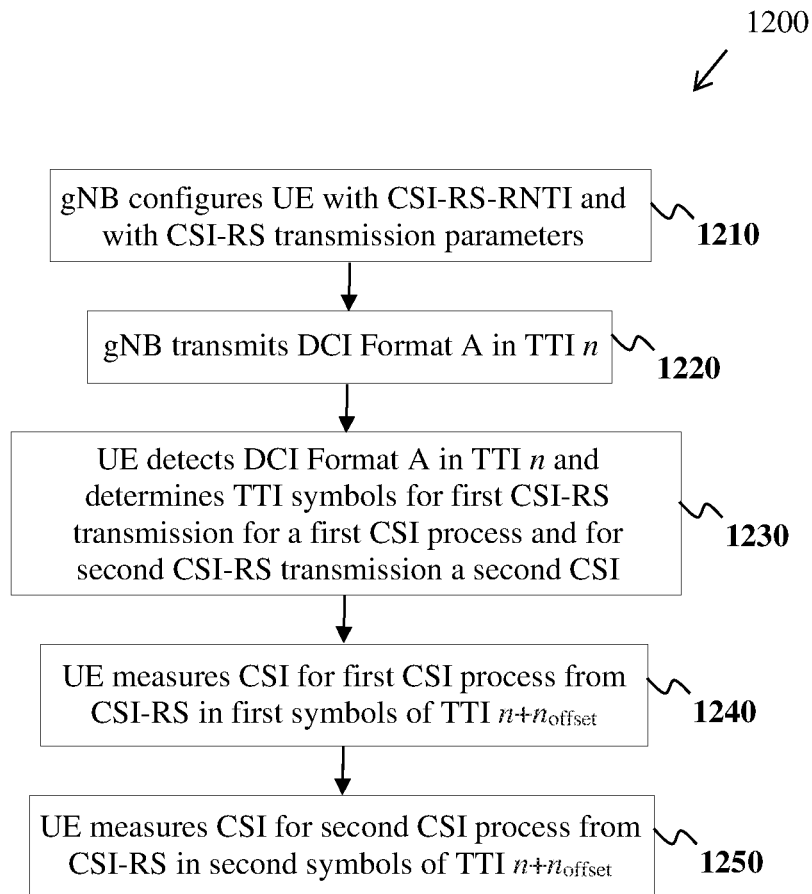 1200
gNB configures UE with CSI-RS-RNTI and
with CSI-RS transmission parameters
1210
gNB transmits DCI Format A in TTI n
1220
UE detects DCI Format A in TTI n and
determines TTI symbols for first CSI-RS
transmission for a first CSI process and for
second CSI-RS transmission a second CSI
1230
UE measures CSI for first CSI process from
CSI-RS in first symbols of TTI n+noffset
1240
UE measures CSI for second CSI process from
CSI-RS in second symbols of TTI n+noffset
1250